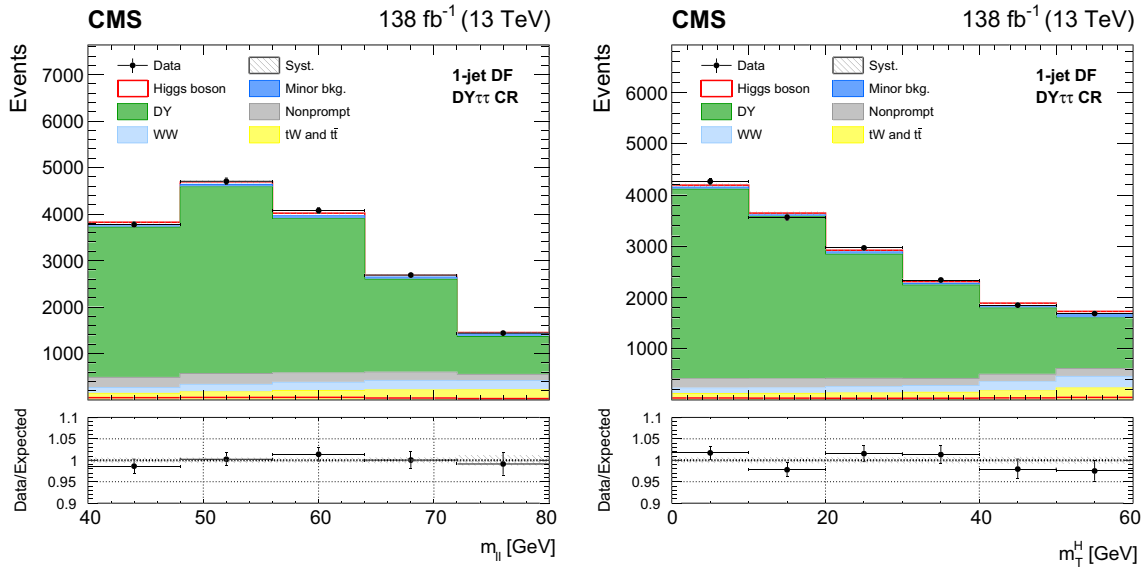 CMS 138 fb⁻¹ (13 TeV)
Events
7000
6000
5000
4000
3000
2000
1000
Data
Syst.
Higgs boson
Minor bkg.
DY
Nonprompt
WW
tW and tt̄
1-jet DF
DYττ CR
Data/Expected
1.1
1.05
1
0.95
0.9
40 50 60 70 80
m_ll [GeV]
CMS 138 fb⁻¹ (13 TeV)
Events
6000
5000
4000
3000
2000
1000
Data
Syst.
Higgs boson
Minor bkg.
DY
Nonprompt
WW
tW and tt̄
1-jet DF
DYττ CR
Data/Expected
1.1
1.05
1
0.95
0.9
0 20 40 60
m_T^H [GeV]